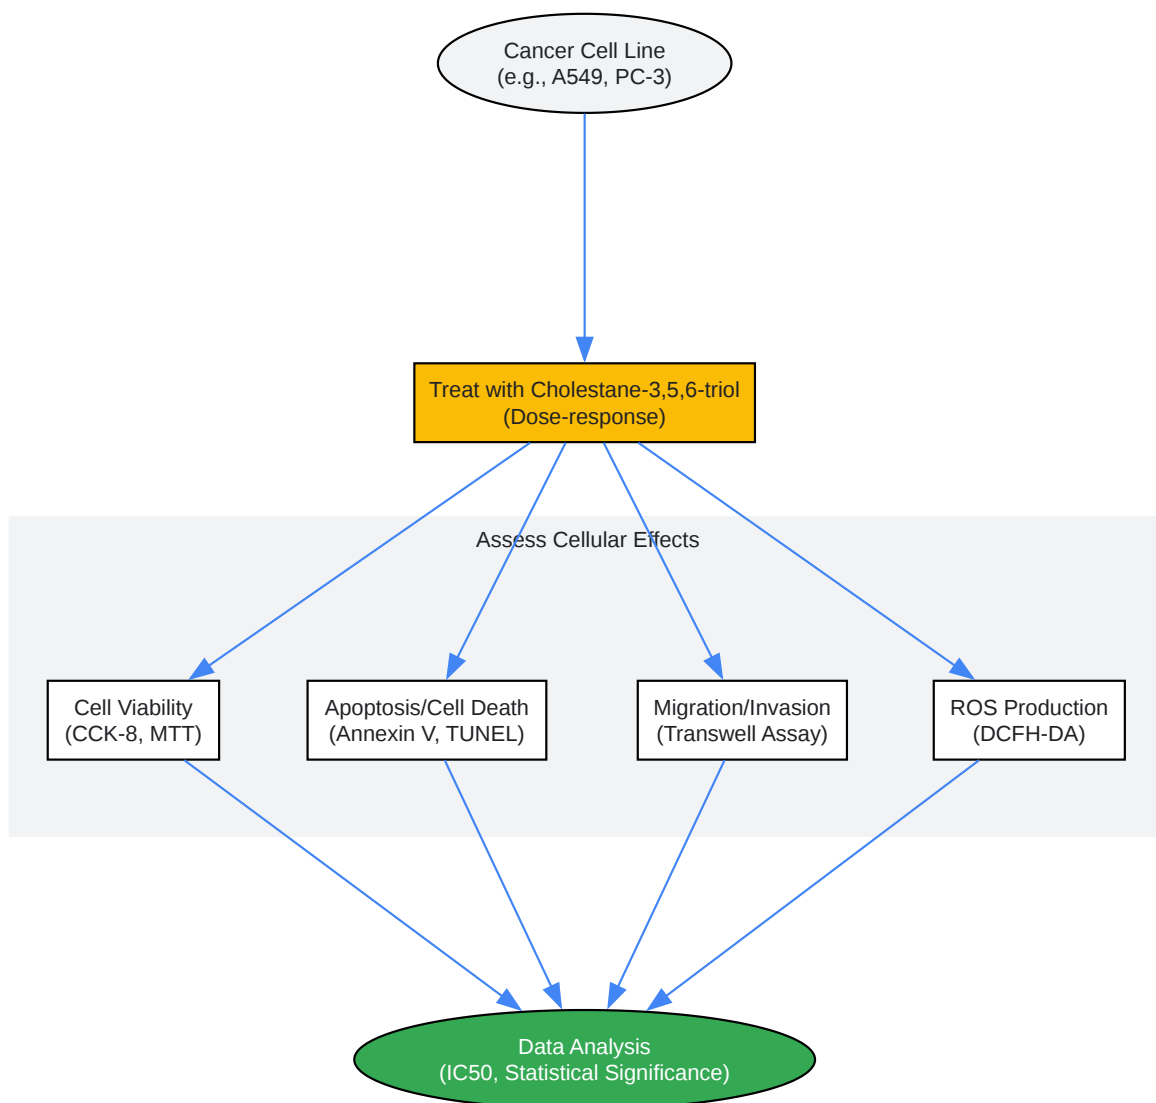 Cancer Cell Line
(e.g., A549, PC-3)
Treat with Cholestane-3,5,6-triol
(Dose-response)
Assess Cellular Effects
Cell Viability
(CCK-8, MTT)
Apoptosis/Cell Death
(Annexin V, TUNEL)
Migration/Invasion
(Transwell Assay)
ROS Production
(DCFH-DA)
Data Analysis
(IC50, Statistical Significance)